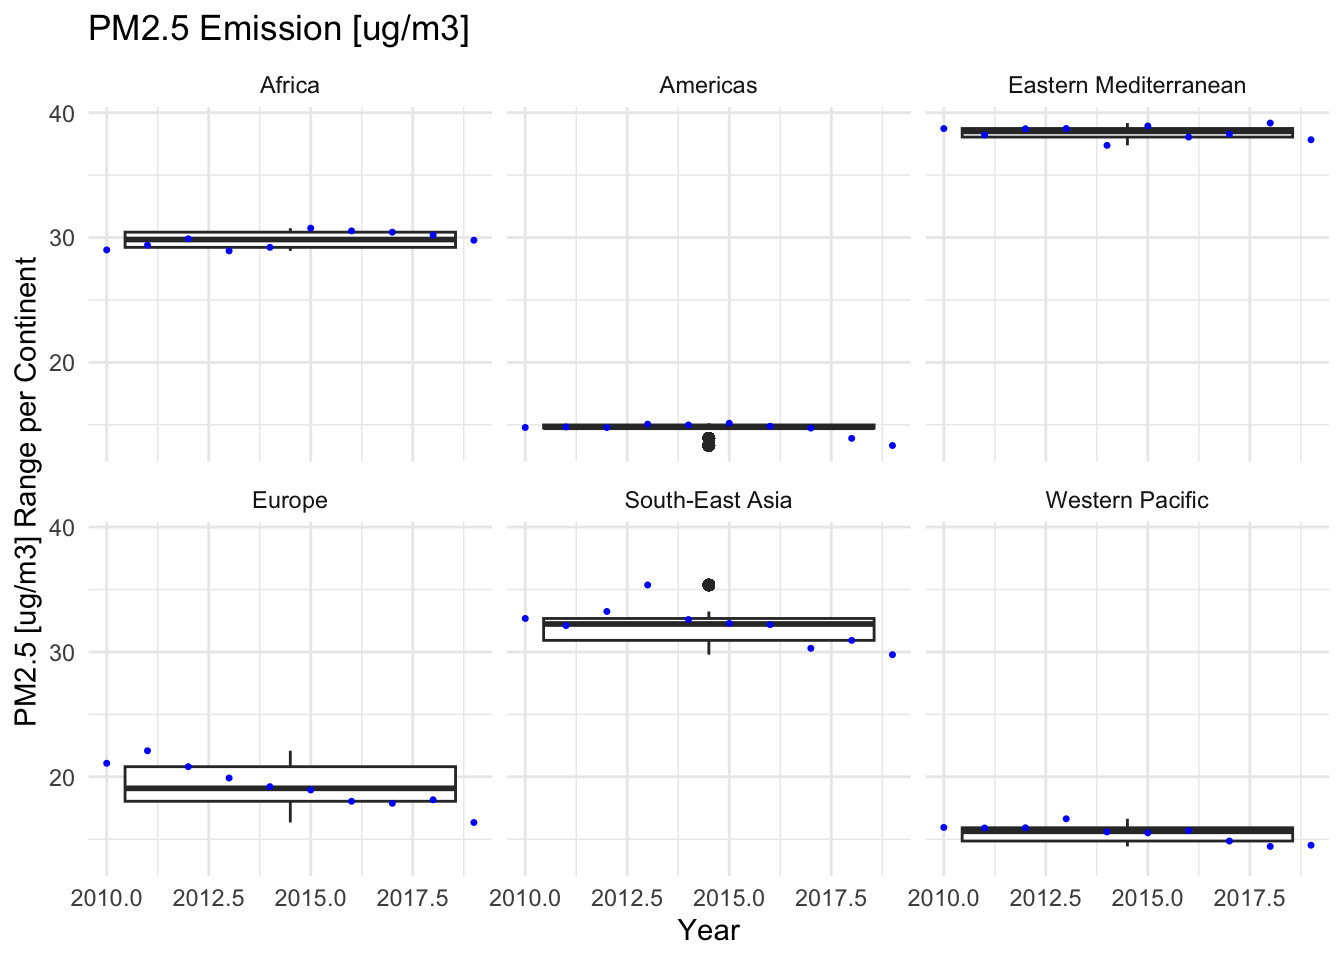 PM2.5 Emission [ug/m3]
Africa
Americas
Eastern Mediterranean
40
30
20
PM2.5 [ug/m3] Range per Continent
Europe
South-East Asia
Western Pacific
40
30
20
2010.0 2012.5 2015.0 2017.5
2010.0 2012.5 2015.0 2017.5
2010.0 2012.5 2015.0 2017.5
Year